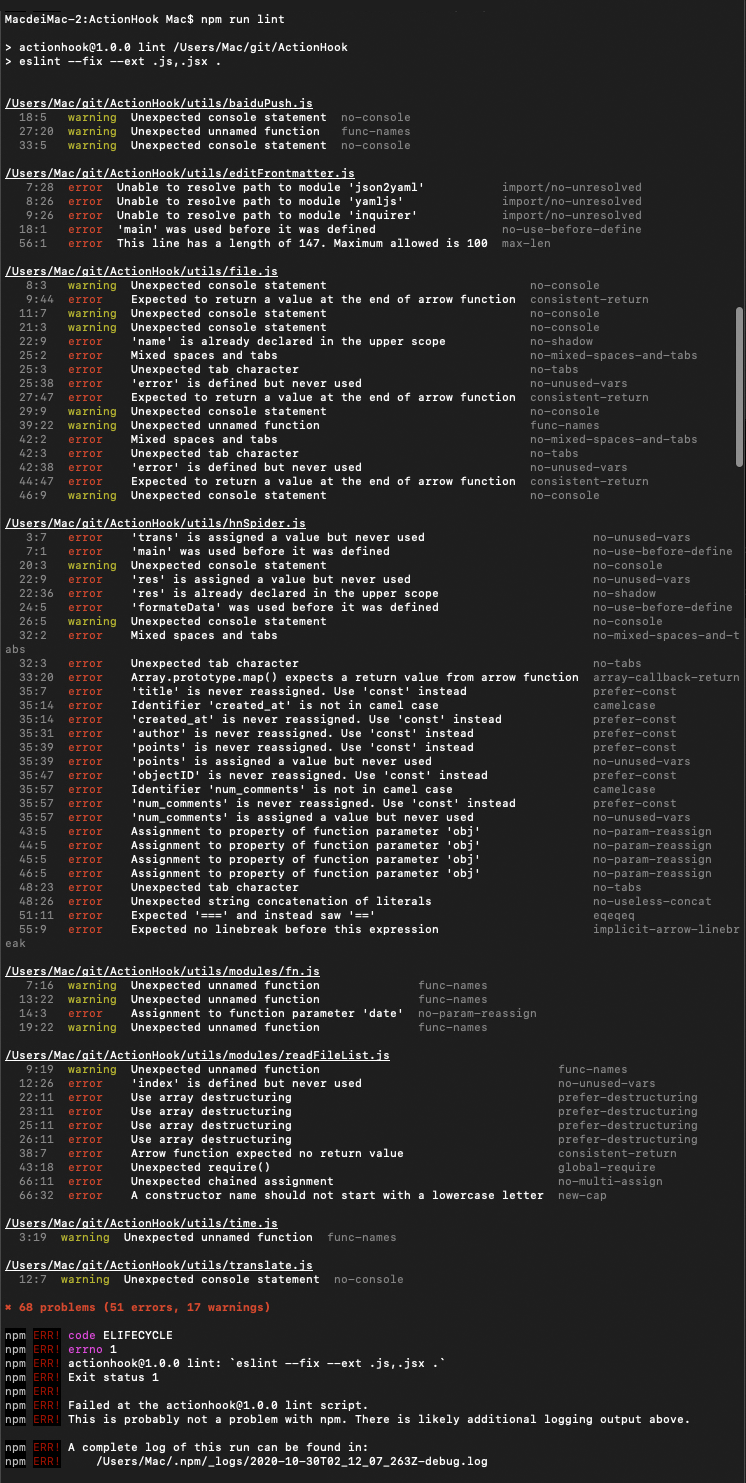 MacdeiMac-2:ActionHook Mac$ npm run lint
> actionhook@1.0.0 lint /Users/Mac/git/ActionHook
> eslint --fix --ext .js,.jsx .
/Users/Mac/git/ActionHook/utils/baiduPush.js
18:5 warning Unexpected console statement no-console
27:20 warning Unexpected unnamed function func-names
33:5 warning Unexpected console statement no-console
/Users/Mac/git/ActionHook/utils/editFrontmatter.js
7:28 error Unable to resolve path to module 'json2yaml' import/no-unresolved
8:26 error Unable to resolve path to module 'yamljs' import/no-unresolved
9:26 error Unable to resolve path to module 'inquirer' import/no-unresolved
18:1 error 'main' was used before it was defined no-use-before-define
56:1 error This line has a length of 147. Maximum allowed is 100 max-len
/Users/Mac/git/ActionHook/utils/file.js
8:3 warning Unexpected console statement no-console
9:44 error Expected to return a value at the end of arrow function consistent-return
11:7 warning Unexpected console statement no-console
21:3 warning Unexpected console statement no-console
22:9 error 'name' is already declared in the upper scope no-shadow
25:2 error Mixed spaces and tabs no-mixed-spaces-and-tabs
25:3 error Unexpected tab character no-tabs
25:38 error 'error' is defined but never used no-unused-vars
27:47 error Expected to return a value at the end of arrow function consistent-return
29:9 warning Unexpected console statement no-console
39:22 warning Unexpected unnamed function func-names
42:2 error Mixed spaces and tabs no-mixed-spaces-and-tabs
42:3 error Unexpected tab character no-tabs
42:38 error 'error' is defined but never used no-unused-vars
44:47 error Expected to return a value at the end of arrow function consistent-return
46:9 warning Unexpected console statement no-console
/Users/Mac/git/ActionHook/utils/hnSpider.js
3:7 error 'trans' is assigned a value but never used no-unused-vars
7:1 error 'main' was used before it was defined no-use-before-define
20:3 warning Unexpected console statement no-console
22:9 error 'res' is assigned a value but never used no-unused-vars
22:36 error 'res' is already declared in the upper scope no-shadow
24:5 error 'formateData' was used before it was defined no-use-before-define
26:5 warning Unexpected console statement no-console
32:2 error Mixed spaces and tabs no-mixed-spaces-and-t
abs
32:3 error Unexpected tab character no-tabs
33:20 error Array.prototype.map() expects a return value from arrow function array-callback-return
35:7 error 'title' is never reassigned. Use 'const' instead prefer-const
35:14 error Identifier 'created_at' is not in camel case camelcase
35:14 error 'created_at' is never reassigned. Use 'const' instead prefer-const
35:31 error 'author' is never reassigned. Use 'const' instead prefer-const
35:39 error 'points' is never reassigned. Use 'const' instead prefer-const
35:39 error 'points' is assigned a value but never used no-unused-vars
35:47 error 'objectID' is never reassigned. Use 'const' instead prefer-const
35:57 error Identifier 'num_comments' is not in camel case camelcase
35:57 error 'num_comments' is never reassigned. Use 'const' instead prefer-const
35:57 error 'num_comments' is assigned a value but never used no-unused-vars
43:5 error Assignment to property of function parameter 'obj' no-param-reassign
44:5 error Assignment to property of function parameter 'obj' no-param-reassign
45:5 error Assignment to property of function parameter 'obj' no-param-reassign
46:5 error Assignment to property of function parameter 'obj' no-param-reassign
48:23 error Unexpected tab character no-tabs
48:26 error Unexpected string concatenation of literals no-useless-concat
51:11 error Expected '===' and instead saw '==' eqeqeq
55:9 error Expected no linebreak before this expression implicit-arrow-linebr
eak
/Users/Mac/git/ActionHook/utils/modules/fn.js
7:16 warning Unexpected unnamed function func-names
13:22 warning Unexpected unnamed function func-names
14:3 error Assignment to function parameter 'date' no-param-reassign
19:22 warning Unexpected unnamed function func-names
/Users/Mac/git/ActionHook/utils/modules/readFileList.js
9:19 warning Unexpected unnamed function func-names
12:26 error 'index' is defined but never used no-unused-vars
22:11 error Use array destructuring prefer-destructuring
23:11 error Use array destructuring prefer-destructuring
25:11 error Use array destructuring prefer-destructuring
26:11 error Use array destructuring prefer-destructuring
38:7 error Arrow function expected no return value consistent-return
43:18 error Unexpected require() global-require
66:11 error Unexpected chained assignment no-multi-assign
66:32 error A constructor name should not start with a lowercase letter new-cap
/Users/Mac/git/ActionHook/utils/time.js
3:19 warning Unexpected unnamed function func-names
/Users/Mac/git/ActionHook/utils/translate.js
12:7 warning Unexpected console statement no-console
✖ 68 problems (51 errors, 17 warnings)
npm ERR! code ELIFECYCLE
npm ERR! errno 1
npm ERR! actionhook@1.0.0 lint: `eslint --fix --ext .js,.jsx .`
npm ERR! Exit status 1
npm ERR!
npm ERR! Failed at the actionhook@1.0.0 lint script.
npm ERR! This is probably not a problem with npm. There is likely additional logging output above.
npm ERR! A complete log of this run can be found in:
npm ERR! /Users/Mac/.npm/_logs/2020-10-30T02_12_07_263Z-debug.log